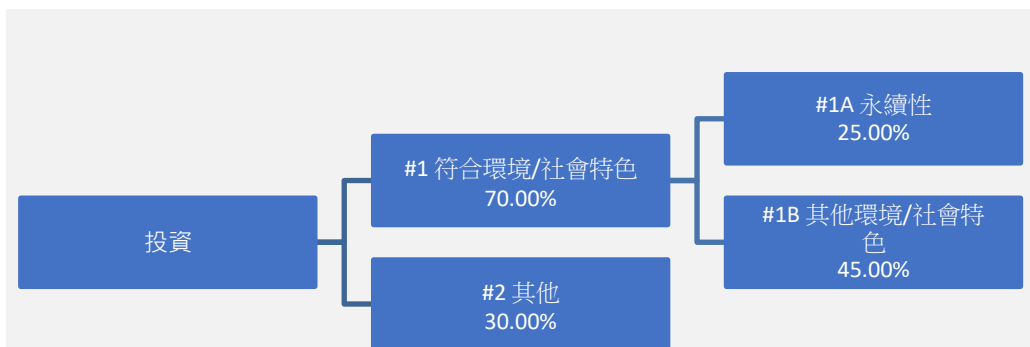 #1A 永續性
25.00%
#1 符合環境/社會特色
70.00%
#1B 其他環境/社會特
色
45.00%
投資
#2 其他
30.00%